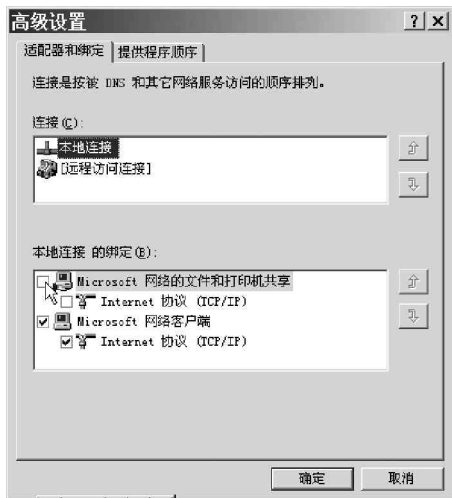 高级设置
适配器和绑定 提供程序顺序
连接是按被 DNS 和其它网络服务访问的顺序排列。
连接(C):
本地连接
[远程访问连接]
本地连接 的绑定(B):
Microsoft 网络的文件和打印机共享
Internet 协议 (TCP/IP)
Microsoft 网络客户端
Internet 协议 (TCP/IP)
确定 取消